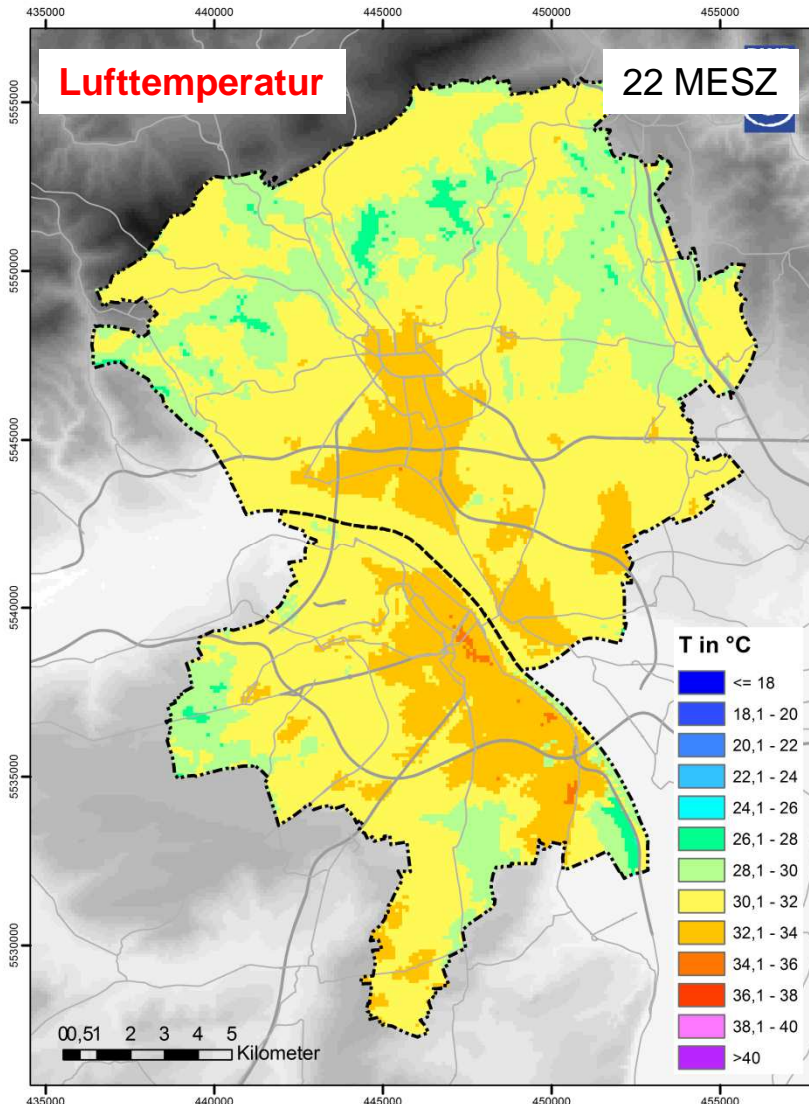 435000 440000 445000 450000 455000
Lufttemperatur
22 MESZ
5555000
5550000
5545000
5540000
5535000
5530000
T in °C
<= 18
18,1 - 20
20,1 - 22
22,1 - 24
24,1 - 26
26,1 - 28
28,1 - 30
30,1 - 32
32,1 - 34
34,1 - 36
36,1 - 38
38,1 - 40
>40
00,51 2 3 4 5
Kilometer
435000 440000 445000 450000 455000